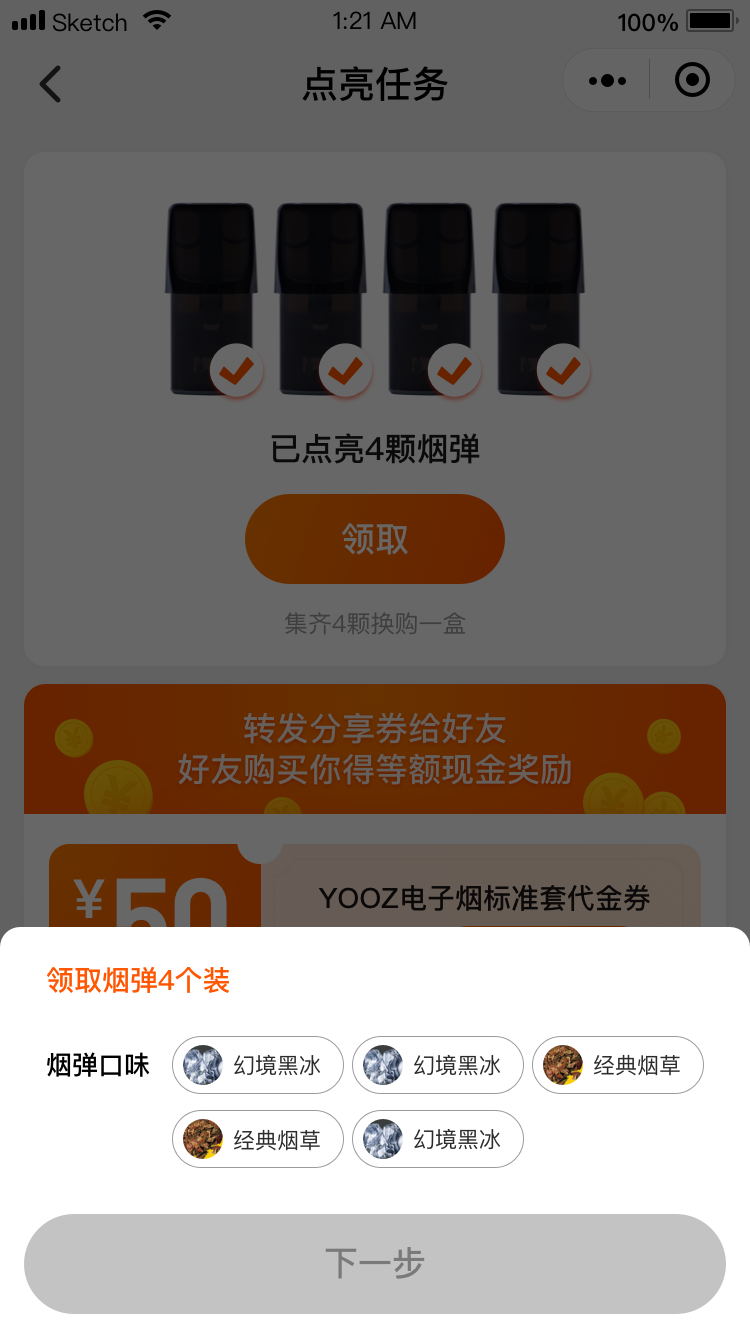 Sketch 1:21 AM 100%
点亮任务
已点亮4颗烟弹
领取
集齐4颗换购一盒
转发分享券给好友
好友购买你得等额现金奖励
¥50 YOOZ电子烟标准套代金券
领取烟弹4个装
烟弹口味 幻境黑冰 幻境黑冰 经典烟草
经典烟草 幻境黑冰
下一步